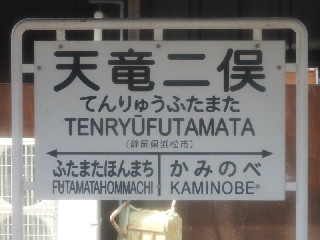 天竜二俣
てんりゅうふたまた
TENRYŪFUTAMATA
(静岡県浜松市)
ふたまたほんまち かみのべ
FUTAMATAHOMMACHI KAMINOBE